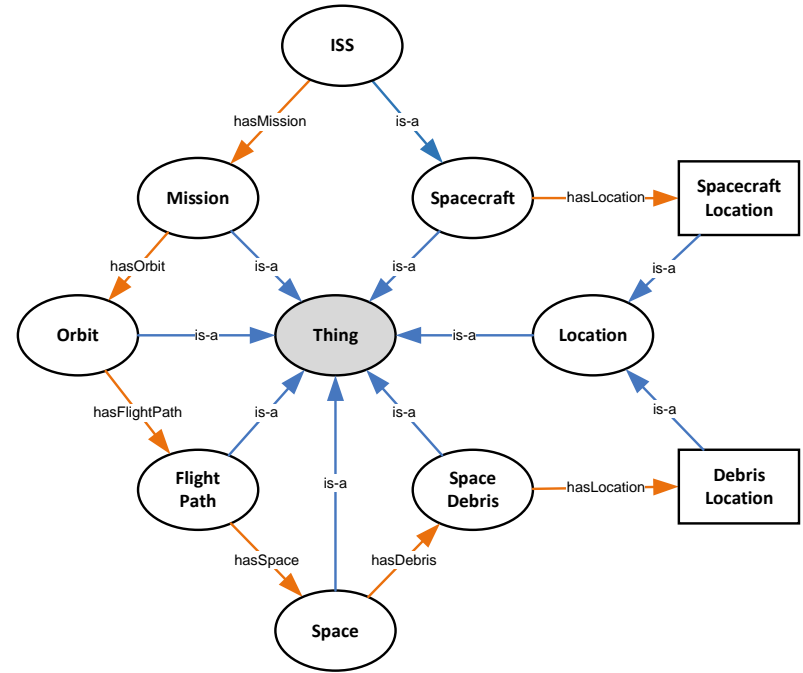 ISS
hasMission
is-a
Mission
Spacecraft
hasLocation
Spacecraft
Location
hasOrbit
is-a
is-a
is-a
Orbit
is-a
Thing
is-a
Location
hasFlightPath
is-a
is-a
is-a
Flight
Path
is-a
Space
Debris
hasLocation
Debris
Location
hasSpace
hasDebris
Space